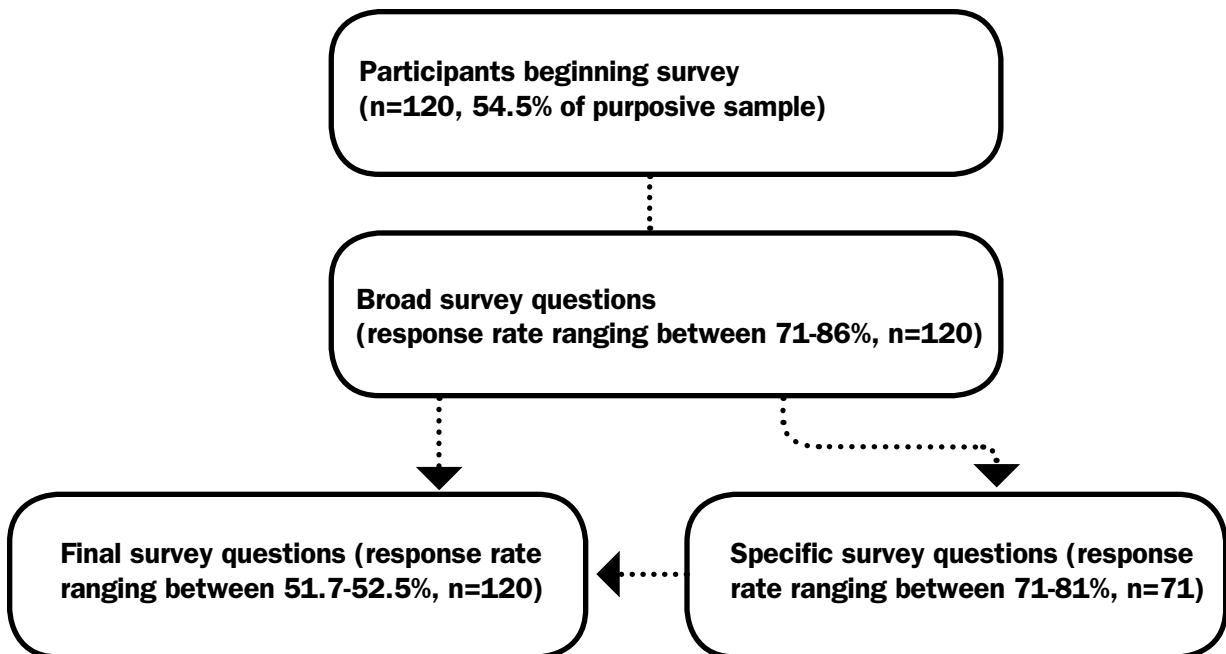 Participants beginning survey
(n=120, 54.5% of purposive sample)
Broad survey questions
(response rate ranging between 71-86%, n=120)
Final survey questions (response rate
ranging between 51.7-52.5%, n=120)
Specific survey questions (response
rate ranging between 71-81%, n=71)